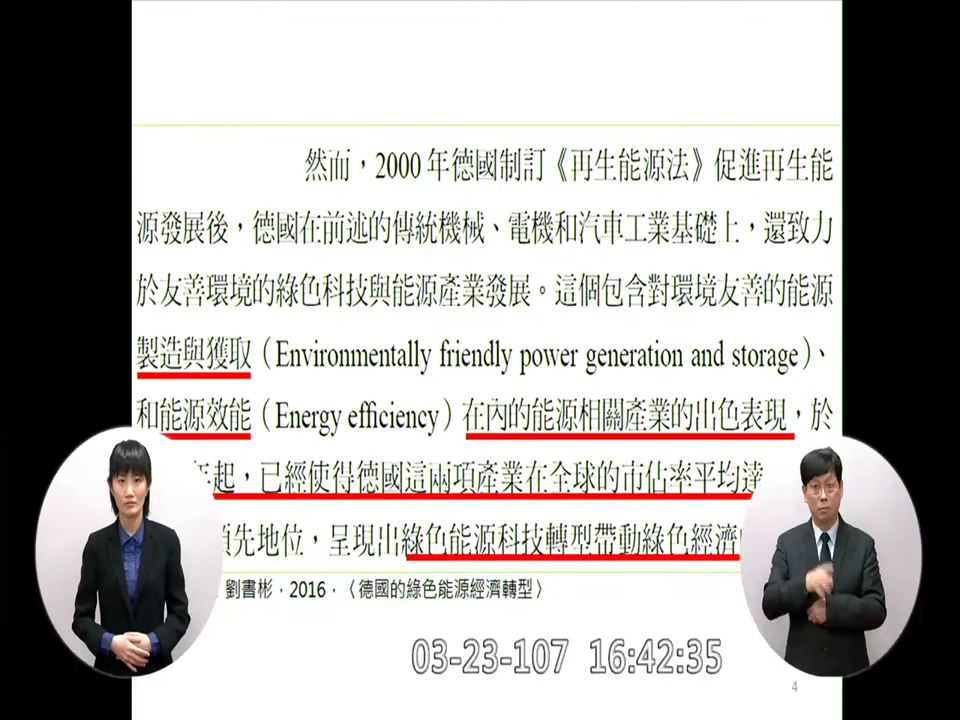 然而，2000 年德國制訂《再生能源法》促進再生能
源發展後，德國在前述的傳統機械、電機和汽車工業基礎上，還致力
於友善環境的綠色科技與能源產業發展。這個包含對環境友善的能源
製造與獲取（Environmentally friendly power generation and storage）、
和能源效能（Energy efficiency）在內的能源相關產業的出色表現，於
年起，已經使得德國這兩項產業在全球的市佔率平均達
領先地位，呈現出綠色能源科技轉型帶動綠色經濟
劉書彬，2016，〈德國的綠色能源經濟轉型〉
03-23-107 16:42:35
4